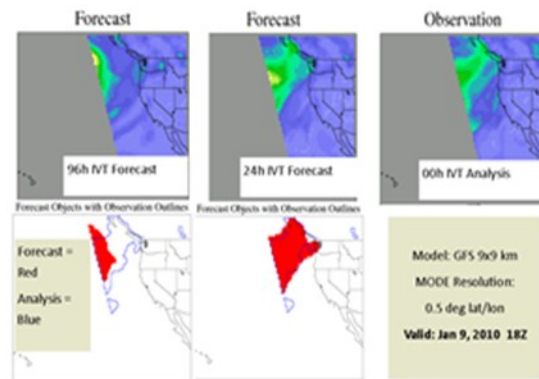 Forecast
Forecast
Observation
96h IVT Forecast
24h IVT Forecast
00h IVT Analysis
Forecast Objects with Observation Outlines
Forecast Objects with Observation Outlines
Forecast =
Red
Analysis =
Blue
Model: GFS 9x9 km
MODE Resolution:
0.5 deg lat/lon
Valid: Jan 9, 2010 18Z